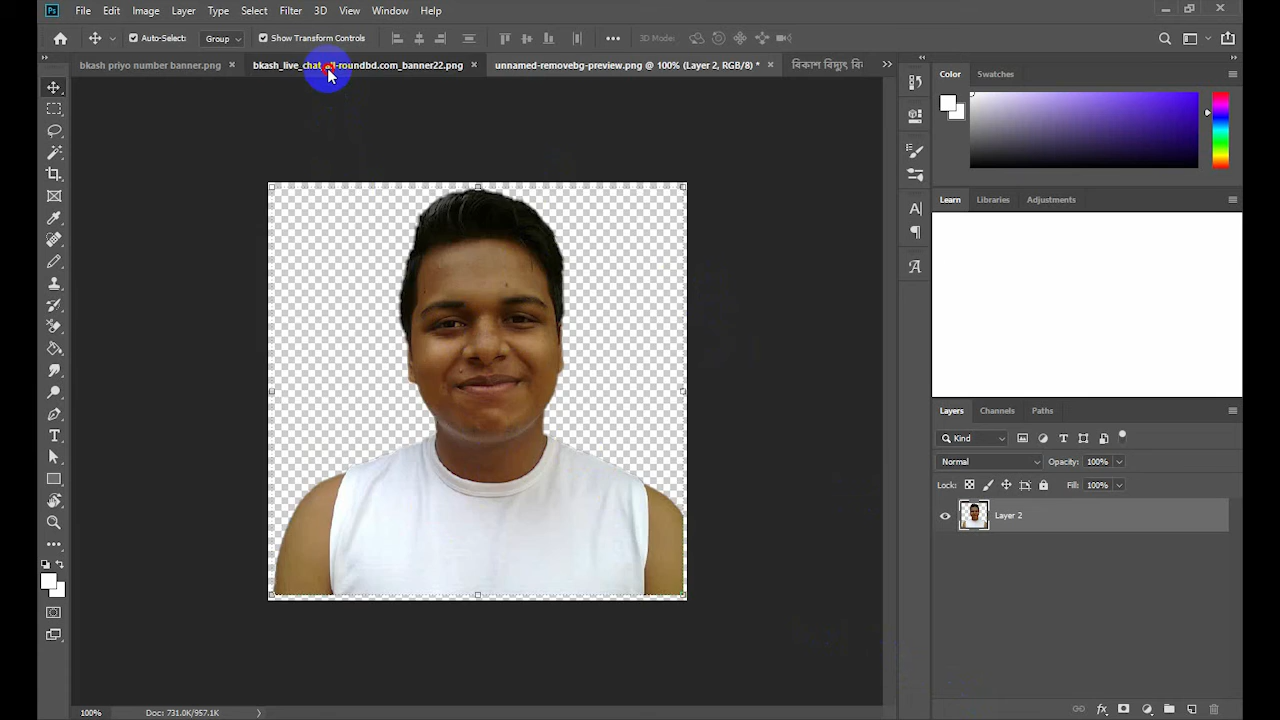 Ps File Edit Image Layer Type Select Filter 3D View Window Help
Auto-Select: Group Show Transform Controls 3D Mode:
bkash priyo number banner.png × bkash_live_chat roundbd.com_banner22.png × unnamed-removebg-preview.png @ 100% (Layer 2, RGB/8) * × বিকাশ বিদ্যুৎ বি
Color Swatches
Learn Libraries Adjustments
Layers Channels Paths
Kind
Normal Opacity: 100%
Lock: Fill: 100%
Layer 2
100% Doc: 731.0K/957.1K